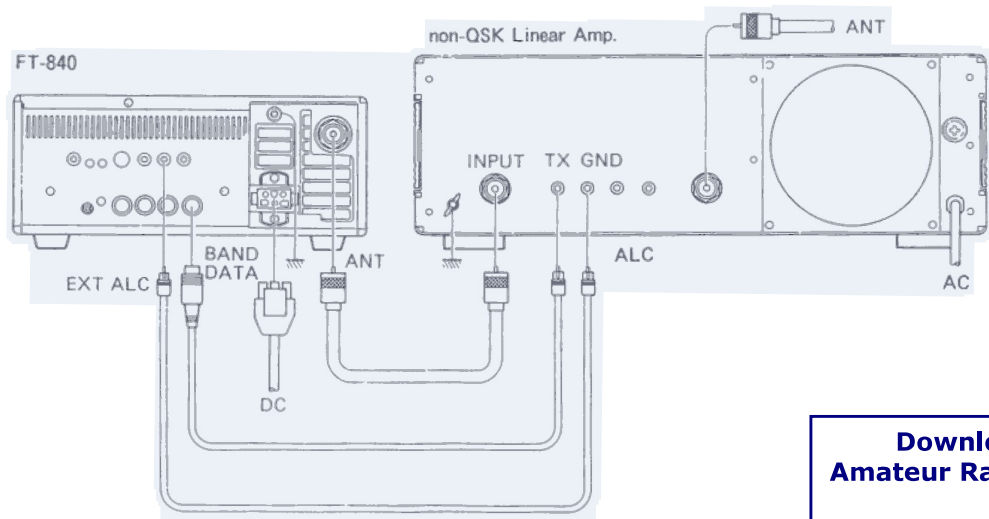 ANT
non-QSK Linear Amp.
FT-840
INPUT TX GND
BAND
DATA
ANT
ALC
EXT ALC
AC
DC
Amateur Ra